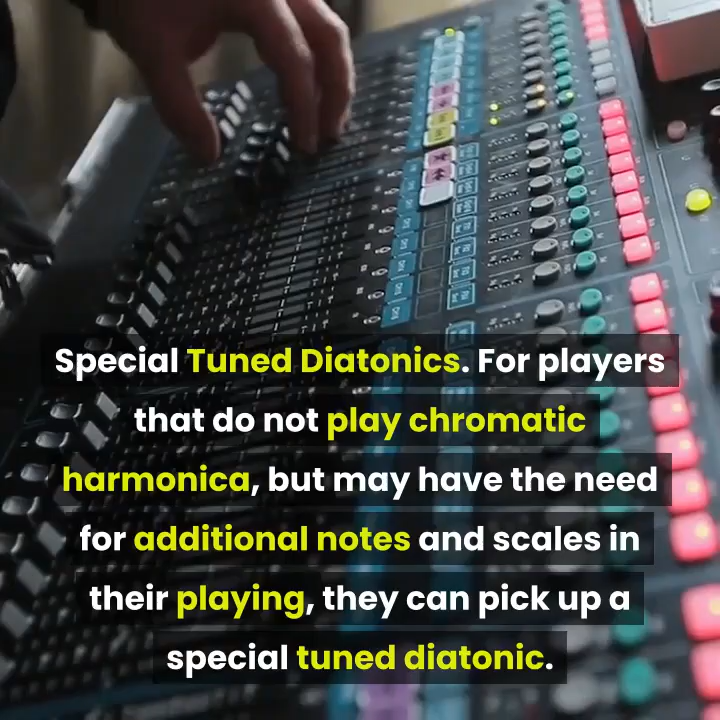 Special Tuned Diatonics. For players
that do not play chromatic
harmonica, but may have the need
for additional notes and scales in
their playing, they can pick up a
special tuned diatonic.